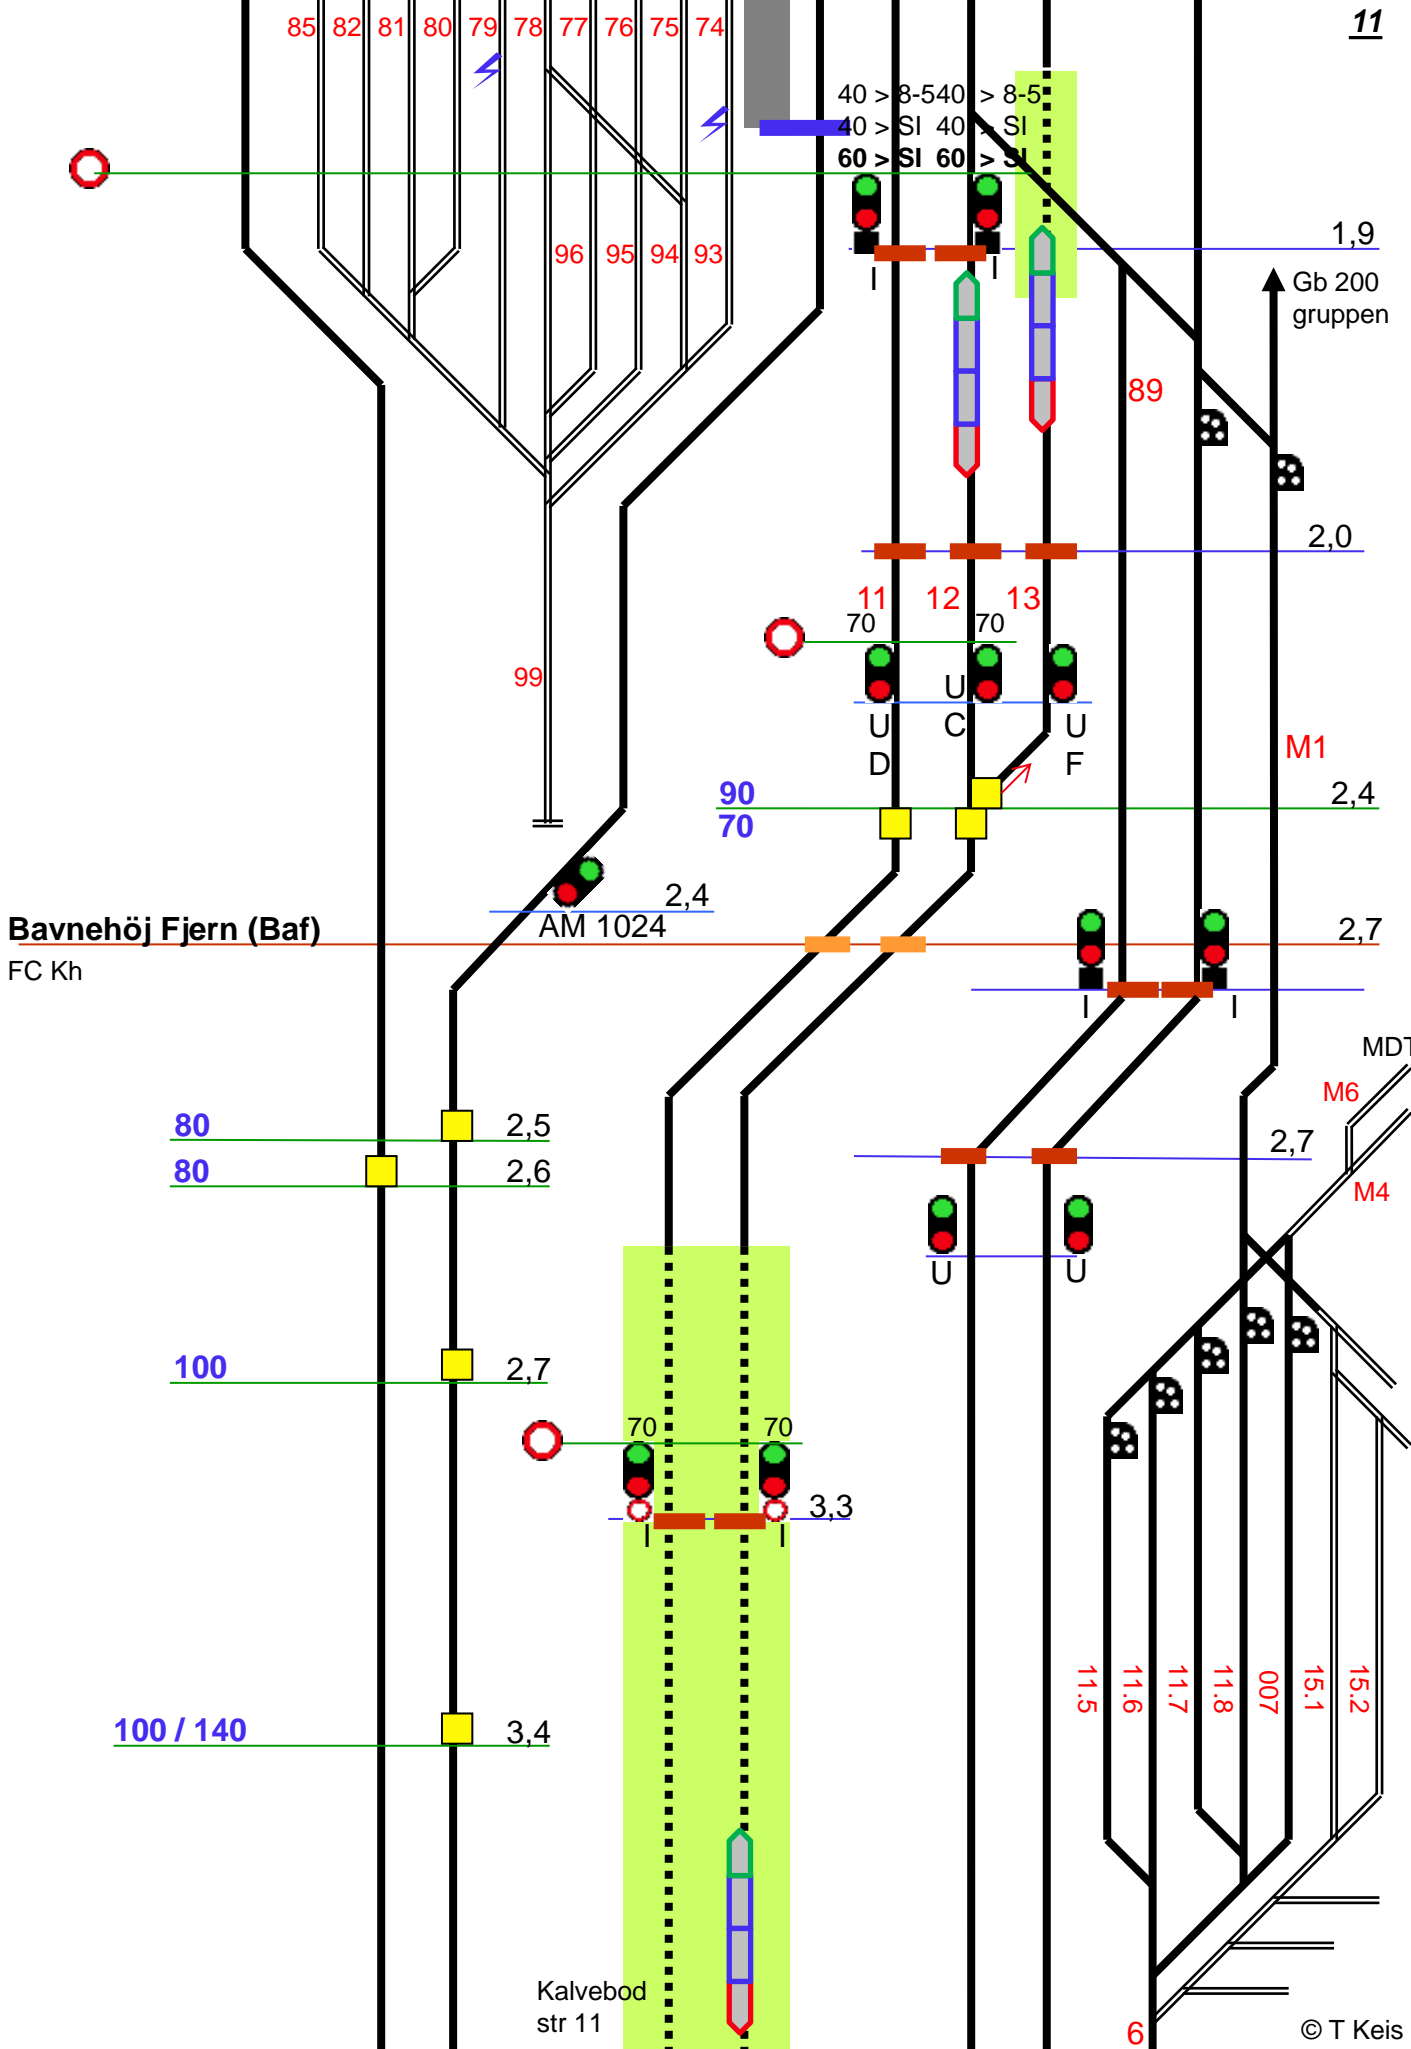 11
85 82 81 80 79 78 77 76 75 74
40 > 8-540 > 8-5
40 > SI 40 > SI
60 > SI 60 > SI
96 95 94 93
1,9
I I
Gb 200
gruppen
89
2,0
11 12 13
70 70
99
U
U C U
D F
M1
90
2,4
70
2,4
AM 1024
Bavnehöj Fjern (Baf)
2,7
FC Kh
I I
MDT
M6
80 2,5
2,7
80 2,6
M4
U U
100 2,7
70 70
3,3
I I
11.5 11.6 11.7 11.8 007 15.1 15.2
100 / 140 3,4
Kalvebod
str 11
6
© T Keis